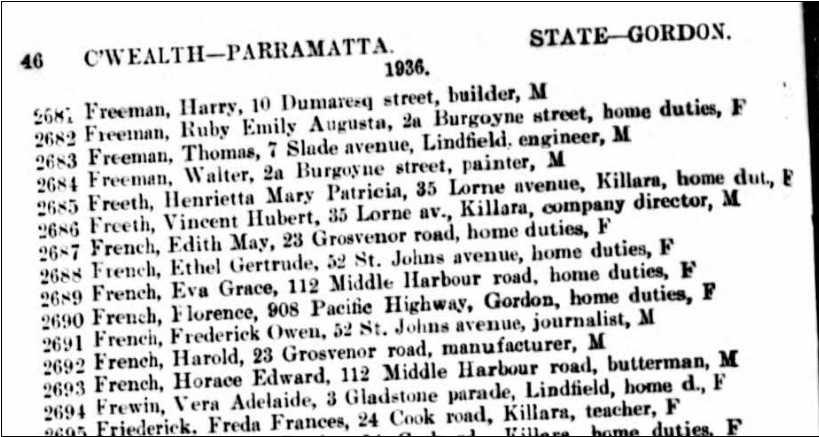 46 C'WEALTH—PARRAMATTA. STATE—GORDON.
1936.
2681 Freeman, Harry, 10 Dumaresq street, builder, M
2682 Freeman, Ruby Emily Augusta, 2a Burgoyne street, home duties, F
2683 Freeman, Thomas, 7 Slade avenue, Lindfield, engineer, M
2684 Freeman, Walter, 2a Burgoyne street, painter, M
2685 Freeth, Henrietta Mary Patricia, 35 Lorne avenue, Killara, home dut., F
2686 Freeth, Vincent Hubert, 35 Lorne av., Killara, company director, M
2687 French, Edith May, 23 Grosvenor road, home duties, F
2688 French, Ethel Gertrude, 52 St. Johns avenue, home duties, F
2689 French, Eva Grace, 112 Middle Harbour road, home duties, F
2690 French, Florence, 908 Pacific Highway, Gordon, home duties, F
2691 French, Frederick Owen, 52 St. Johns avenue, journalist, M
2692 French, Harold, 23 Grosvenor road, manufacturer, M
2693 French, Horace Edward, 112 Middle Harbour road, butterman, M
2694 Frewin, Vera Adelaide, 3 Gladstone parade, Lindfield, home d., F
2695 Friederick, Freda Frances, 24 Cook road, Killara, teacher, F
Killara, home duties, F